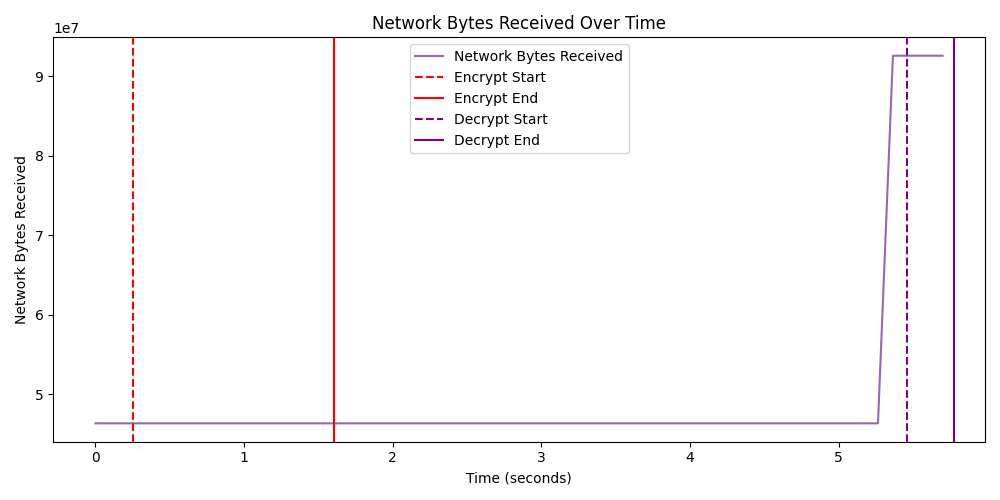 Network Bytes Received Over Time
1e7
Network Bytes Received
Encrypt Start
Encrypt End
Decrypt Start
Decrypt End
Network Bytes Received
9
8
7
6
5
0 1 2 3 4 5
Time (seconds)